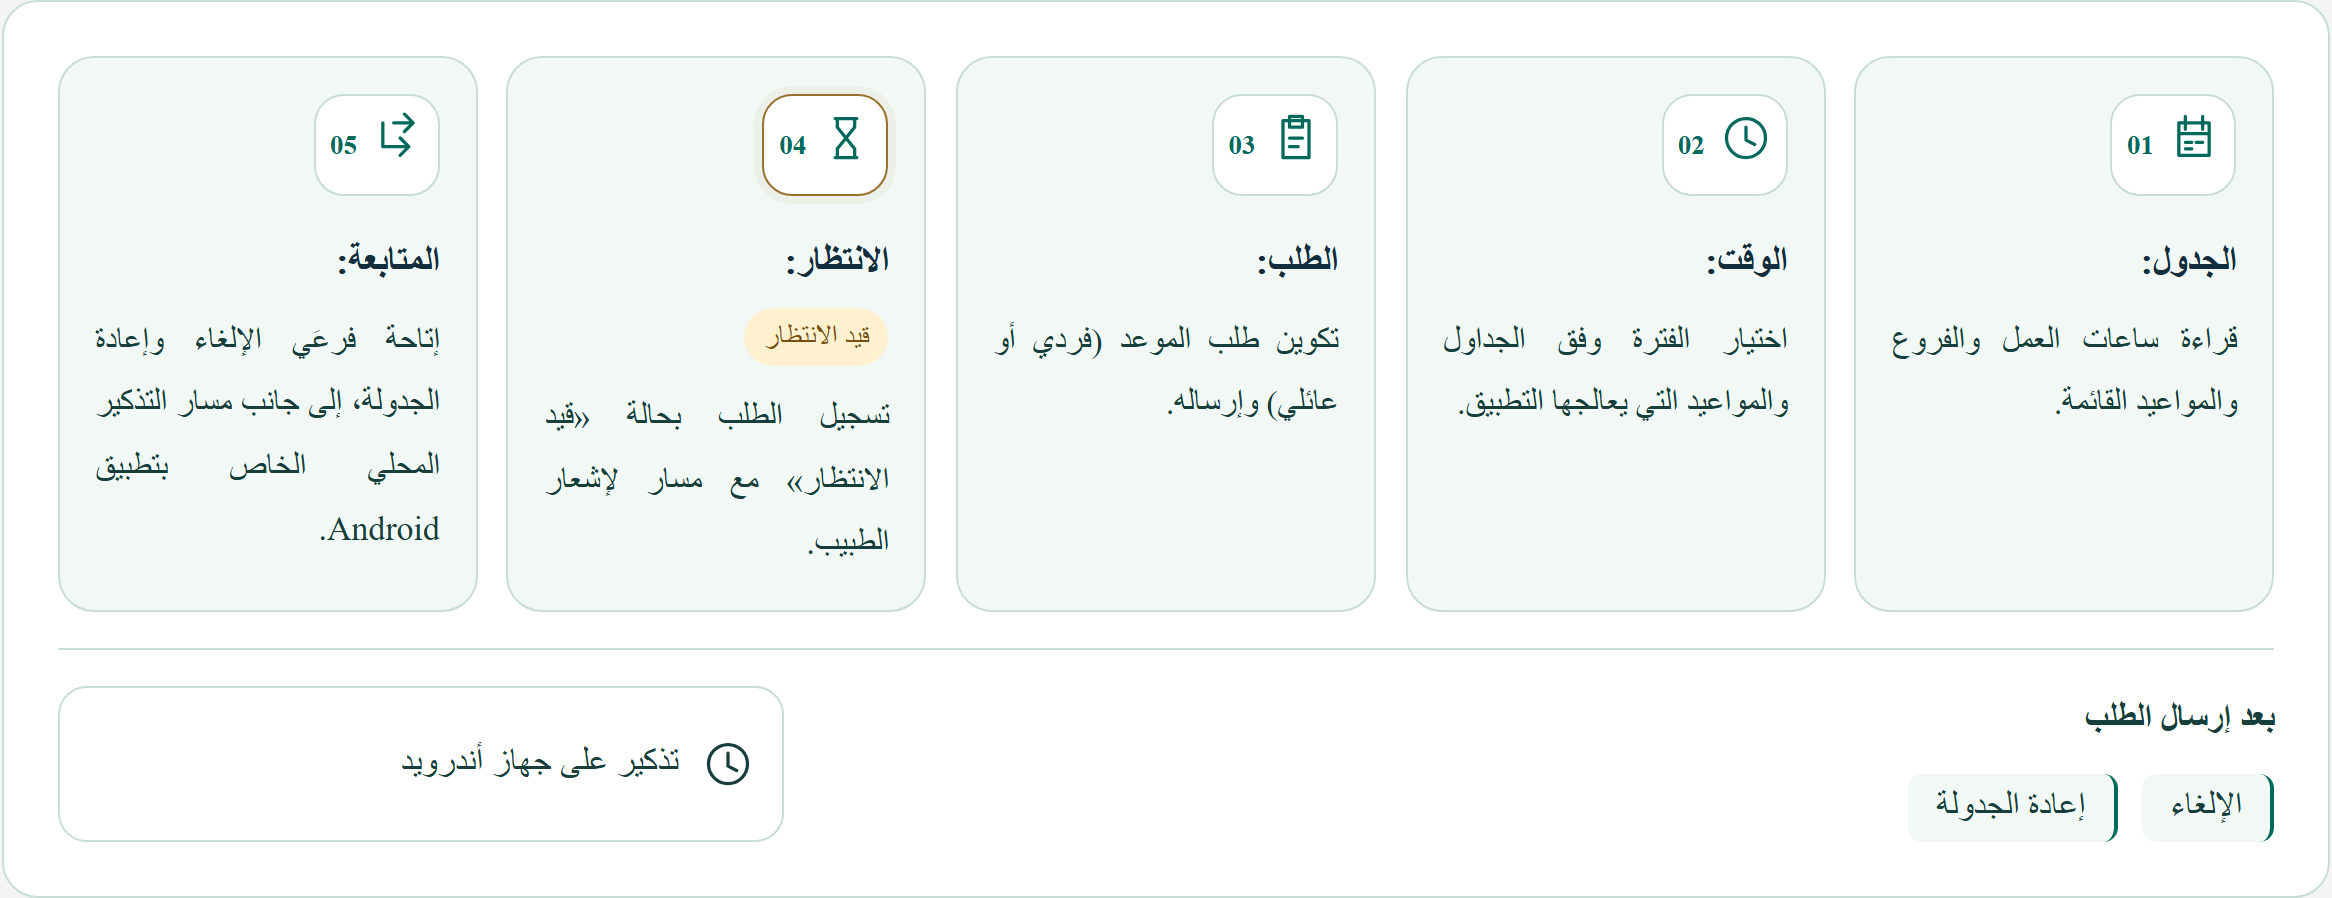 01
الجدول:
قراءة ساعات العمل والفروع
والمواعيد القائمة.
02
الوقت:
اختيار الفترة وفق الجداول
والمواعيد التي يعالجها التطبيق.
03
الطلب:
تكوين طلب الموعد (فردي أو
عائلي) وإرساله.
04
الانتظار:
قيد الانتظار
تسجيل الطلب بحالة «قيد
الانتظار» مع مسار لإشعار
الطبيب.
05
المتابعة:
إتاحة فرعَي الإلغاء وإعادة
الجدولة، إلى جانب مسار التذكير
المحلي الخاص بتطبيق
Android.
بعد إرسال الطلب
الإلغاء
إعادة الجدولة
تذكير على جهاز أندرويد